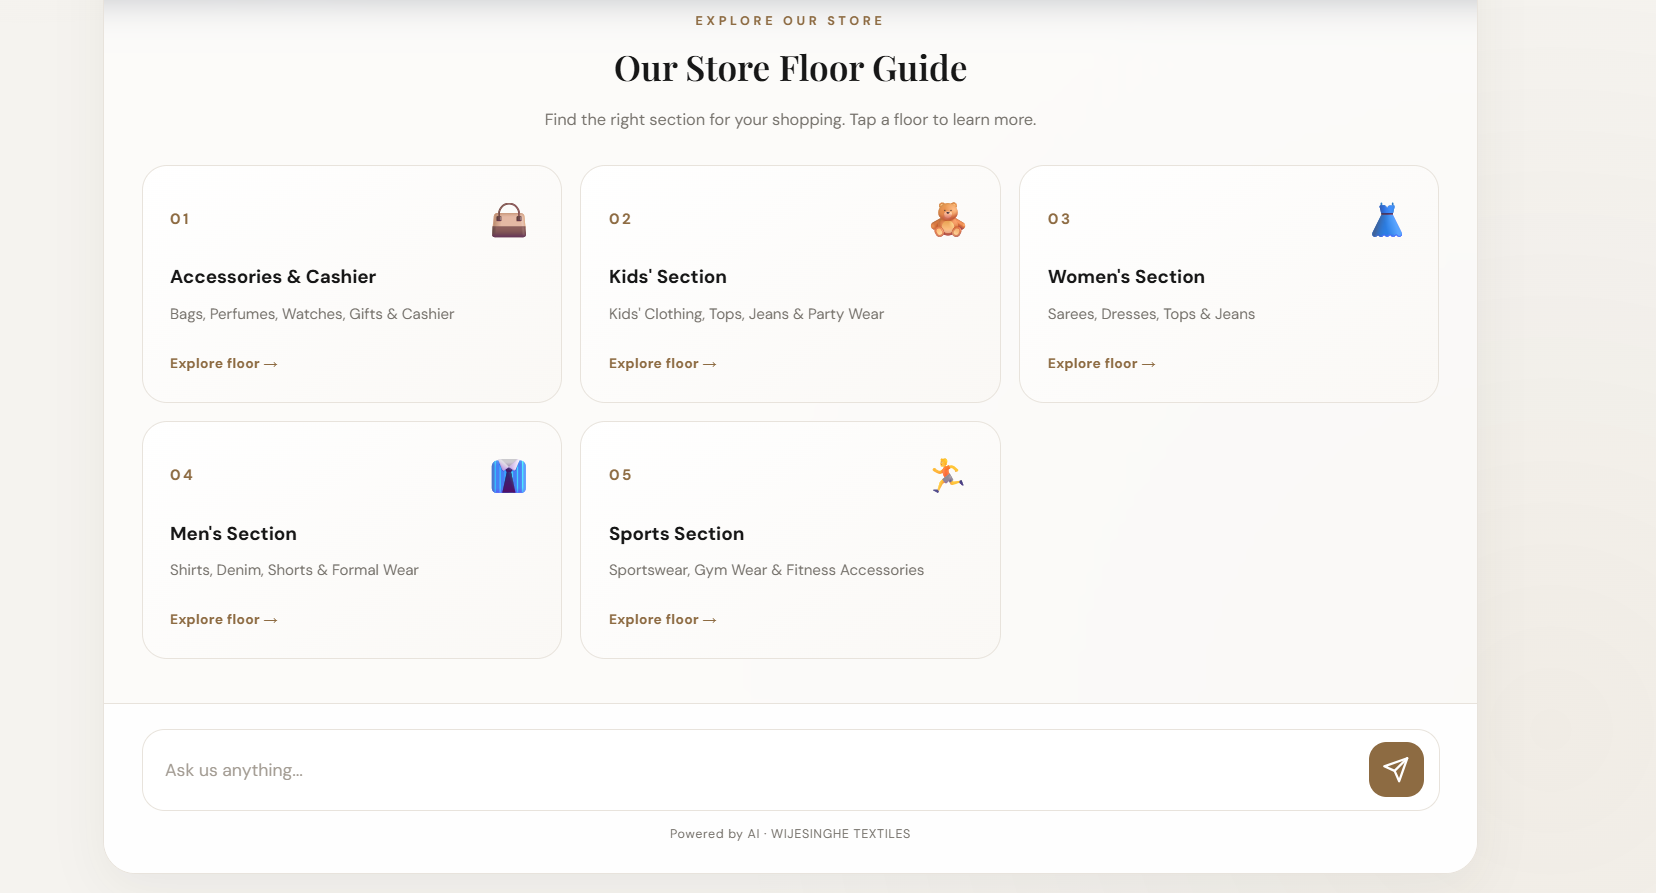 EXPLORE OUR STORE
Our Store Floor Guide
Find the right section for your shopping. Tap a floor to learn more.
01
Accessories & Cashier
Bags, Perfumes, Watches, Gifts & Cashier
Explore floor →
02
Kids' Section
Kids' Clothing, Tops, Jeans & Party Wear
Explore floor →
03
Women's Section
Sarees, Dresses, Tops & Jeans
Explore floor →
04
Men's Section
Shirts, Denim, Shorts & Formal Wear
Explore floor →
05
Sports Section
Sportswear, Gym Wear & Fitness Accessories
Explore floor →
Ask us anything...
Powered by AI · WIJESINGHE TEXTILES